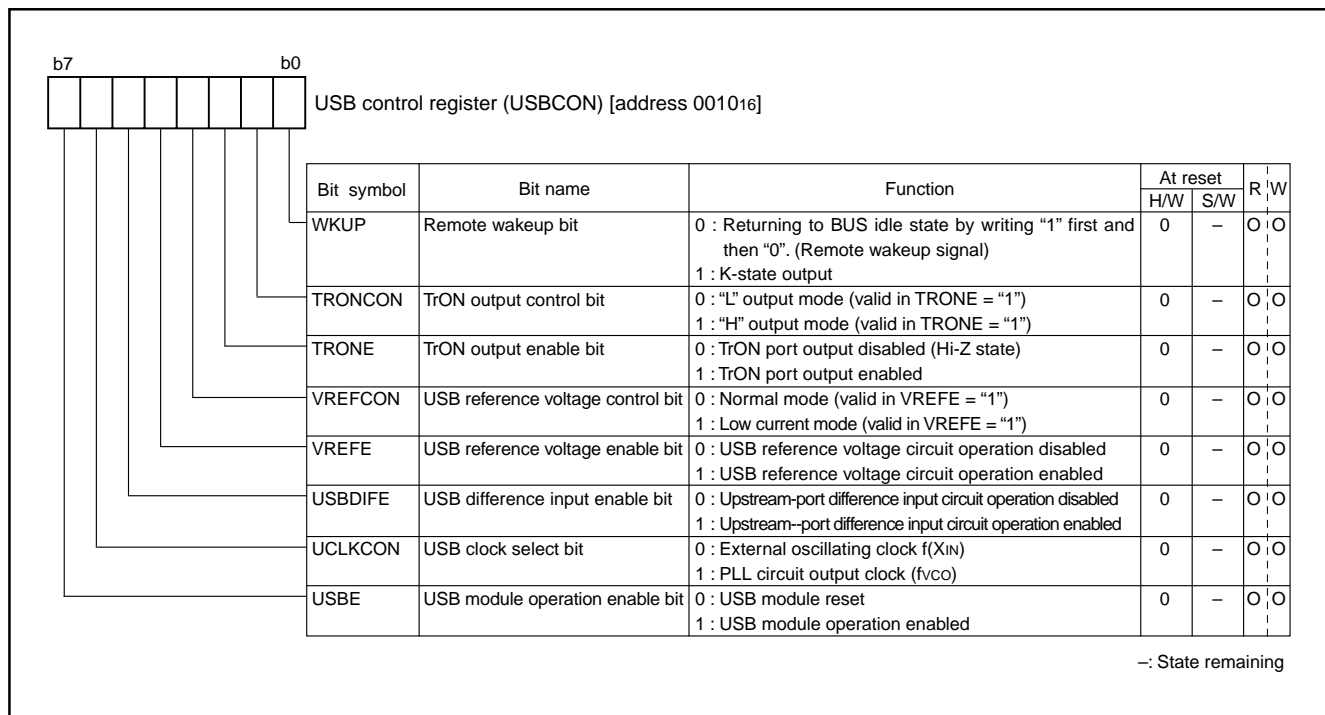 b7 b0
USB control register (USBCON) [address 001016]
Bit symbol Bit name Function At reset R W
H/W S/W
WKUP Remote wakeup bit 0 : Returning to BUS idle state by writing “1” first and 0 – O O
then “0”. (Remote wakeup signal)
1 : K-state output
TRONCON TrON output control bit 0 : “L” output mode (valid in TRONE = “1”) 0 – O O
1 : “H” output mode (valid in TRONE = “1”)
TRONE TrON output enable bit 0 : TrON port output disabled (Hi-Z state) 0 – O O
1 : TrON port output enabled
VREFCON USB reference voltage control bit 0 : Normal mode (valid in VREFE = “1”) 0 – O O
1 : Low current mode (valid in VREFE = “1”)
VREFE USB reference voltage enable bit 0 : USB reference voltage circuit operation disabled 0 – O O
1 : USB reference voltage circuit operation enabled
USBDIFE USB difference input enable bit 0 : Upstream-port difference input circuit operation disabled 0 – O O
1 : Upstream--port difference input circuit operation enabled
UCLKCON USB clock select bit 0 : External oscillating clock f(XIN) 0 – O O
1 : PLL circuit output clock (fVCO)
USBE USB module operation enable bit 0 : USB module reset 0 – O O
1 : USB module operation enabled
–: State remaining